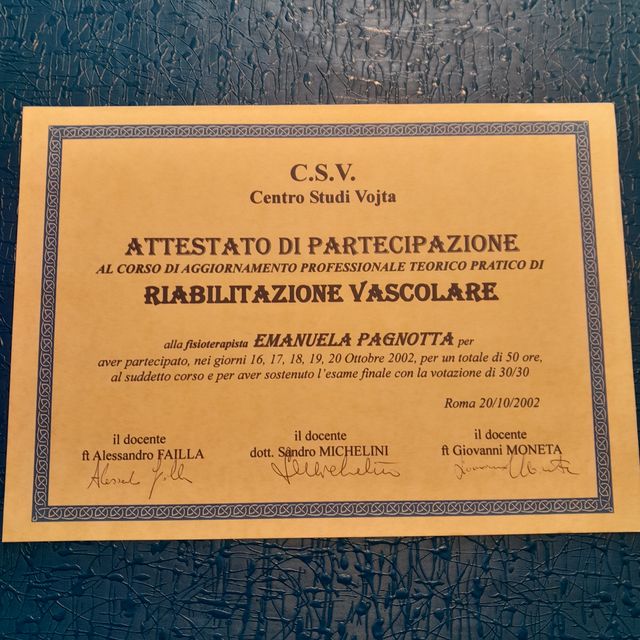 C.S.V.
Centro Studi Vojta
ATTESTATO DI PARTECIPAZIONE
AL CORSO DI AGGIORNAMENTO PROFESSIONALE TEORICO PRATICO DI
RIABILITAZIONE VASCOLARE
alla fisioterapista EMANUELA PAGNOTTA per
aver partecipato, nei giorni 16, 17, 18, 19, 20 Ottobre 2002, per un totale di 50 ore,
al suddetto corso e per aver sostenuto l'esame finale con la votazione di 30/30
Roma 20/10/2002
il docente
ft Alessandro FAILLA
il docente
dott. Sandro MICHELINI
il docente
ft Giovanni MONETA